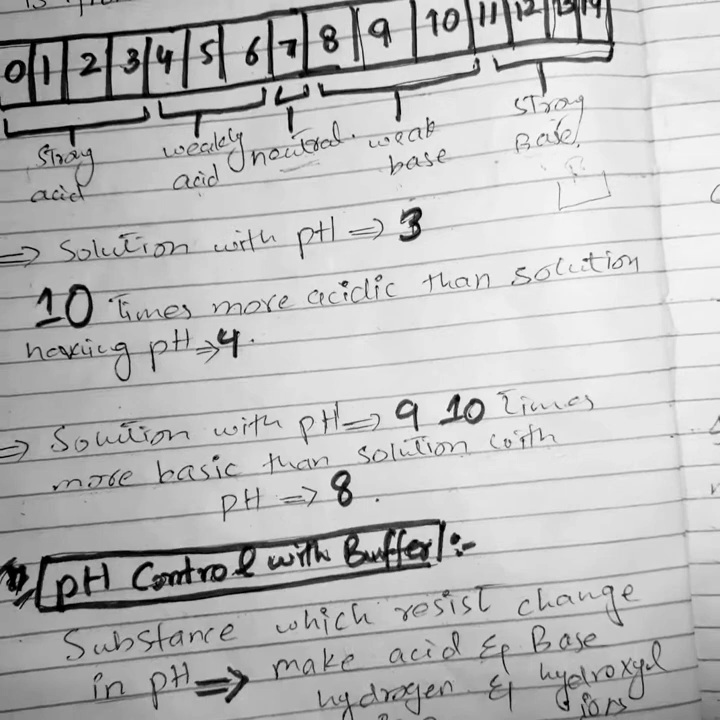 0 1 2 3 4 5 6 7 8 9 10 11 12 13 14
strong acid
weakly acid
neutral.
weak base
strong Base
=> Solution with pH => 3
10 Times more acidic than solution
having pH => 4.
=> Soution with pH => 9 10 Times
more basic than solution with
pH => 8.
pH Control with Buffer :-
Substance which resist change
in pH => make acid & Base
hydrogen & hydroxyl
ions